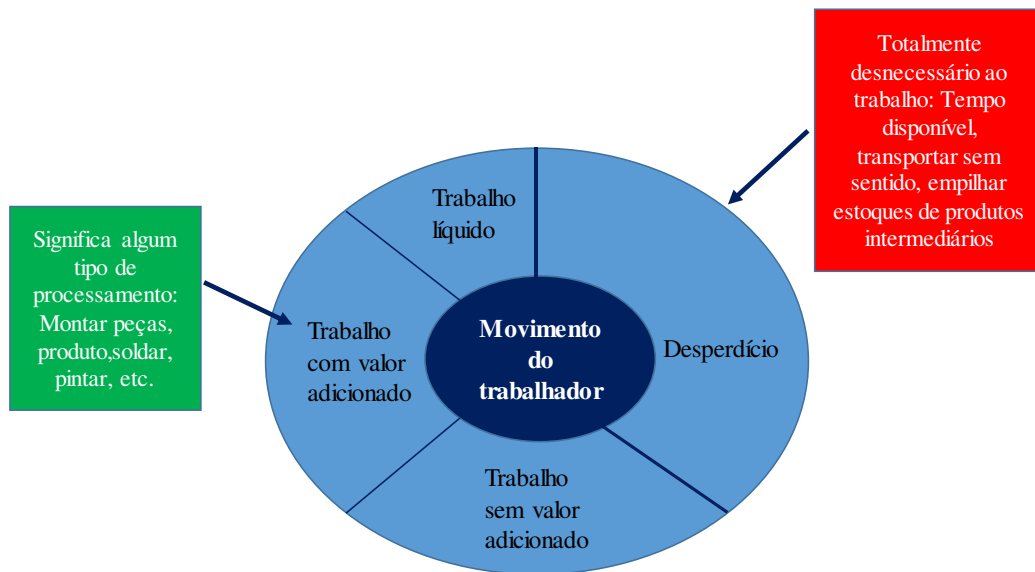 Totalmente
desnecessário ao
trabalho: Tempo
disponível,
transportar sem
sentido, empilhar
estoques de produtos
intermediários
Trabalho
líquido
Significa algum
tipo de
processamento:
Montar peças,
produto,soldar,
pintar, etc.
Trabalho
com valor
adicionado
Movimento
do
trabalhador
Desperdício
Trabalho
sem valor
adicionado